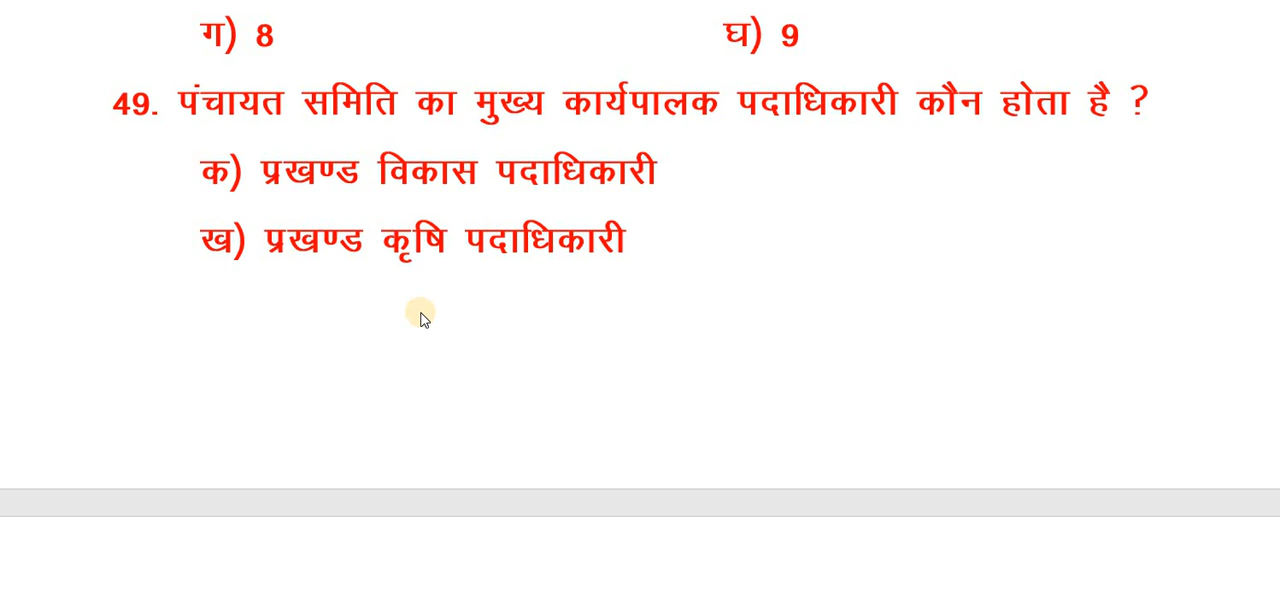 ग) 8 घ) 9
49. पंचायत समिति का मुख्य कार्यपालक पदाधिकारी कौन होता है ?
क) प्रखण्ड विकास पदाधिकारी
ख) प्रखण्ड कृषि पदाधिकारी